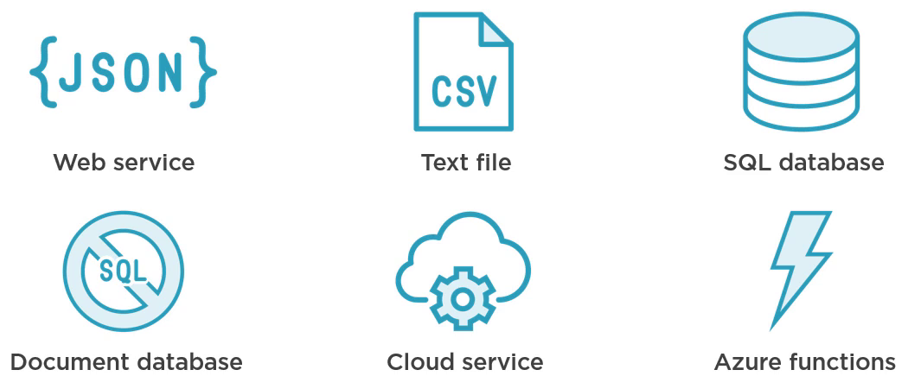 {JSON}
CSV
Web service
Text file
SQL database
SQL
Document database
Cloud service
Azure functions